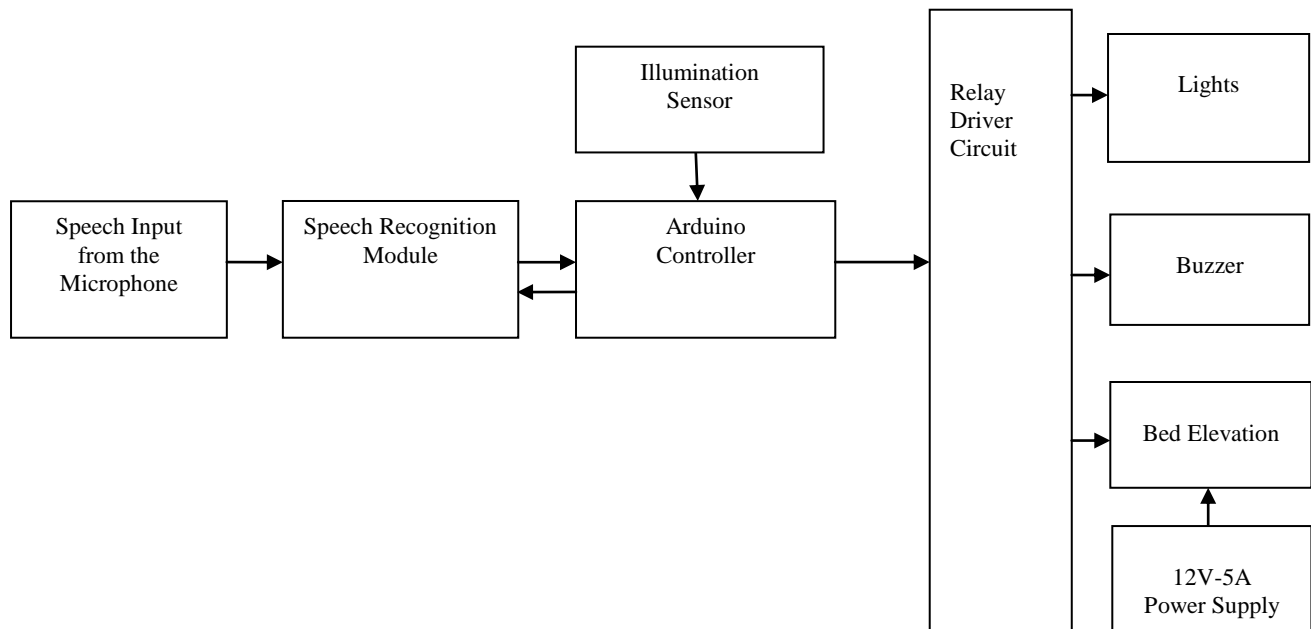 Illumination
Sensor
Speech Input
from the
Microphone
Speech Recognition
Module
Arduino
Controller
Relay
Driver
Circuit
Lights
Buzzer
Bed Elevation
12V-5A
Power Supply